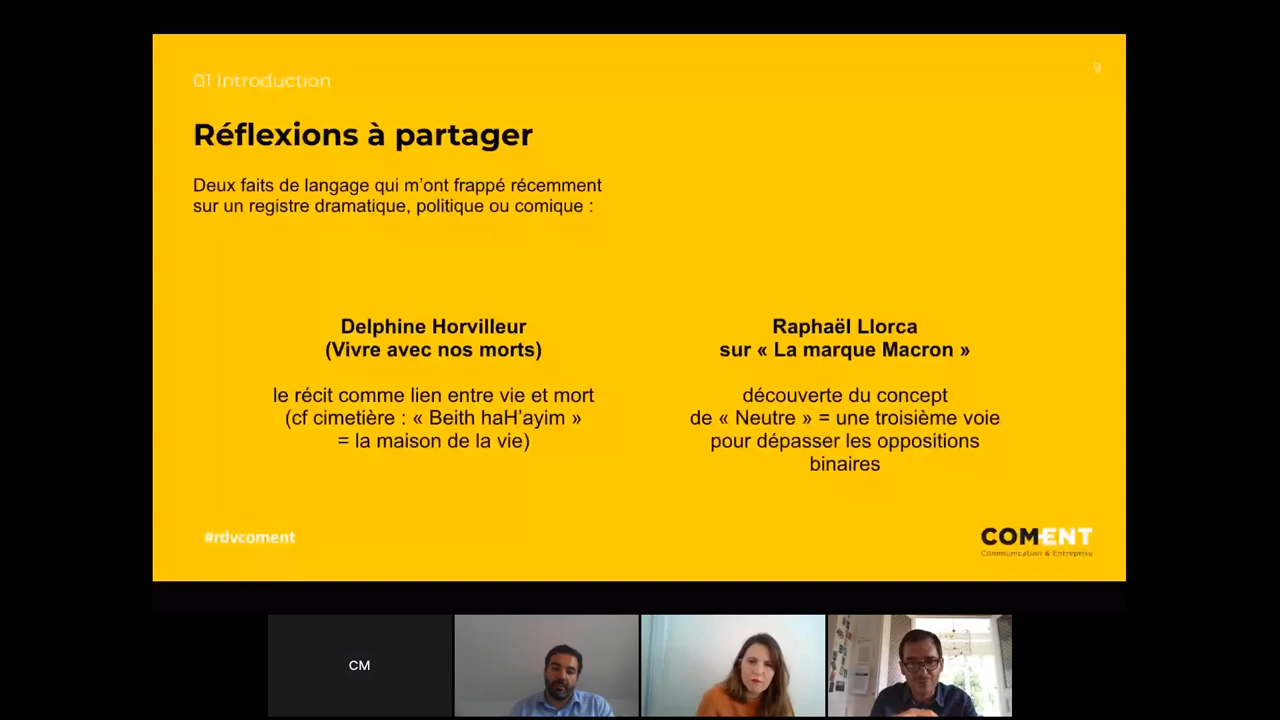 01 Introduction
9
Réflexions à partager
Deux faits de langage qui m’ont frappé récemment
sur un registre dramatique, politique ou comique :
Delphine Horvilleur
(Vivre avec nos morts)
le récit comme lien entre vie et mort
(cf cimetière : « Beith haH’ayim »
= la maison de la vie)
Raphaël Llorca
sur « La marque Macron »
découverte du concept
de « Neutre » = une troisième voie
pour dépasser les oppositions
binaires
#rdvcoment
COM-ENT
Communication & Entreprise
CM